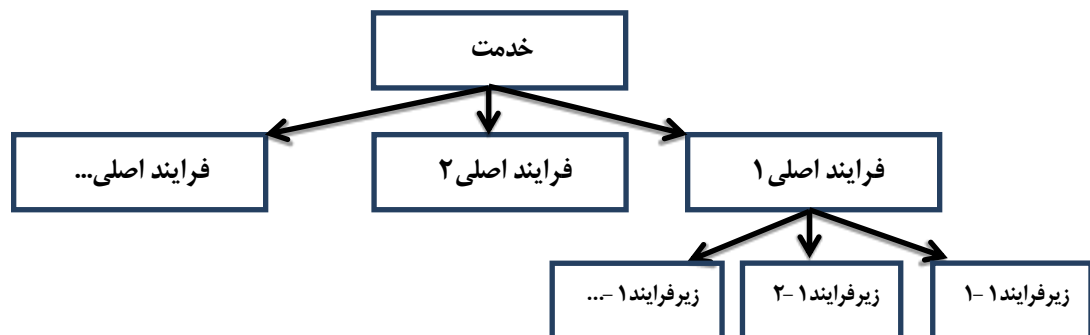 خدمت
فرایند اصلی۱
فرایند اصلی۲
فرایند اصلی...
زیرفرایند۱ –۱
زیرفرایند۱ –۲
زیرفرایند۱ –...